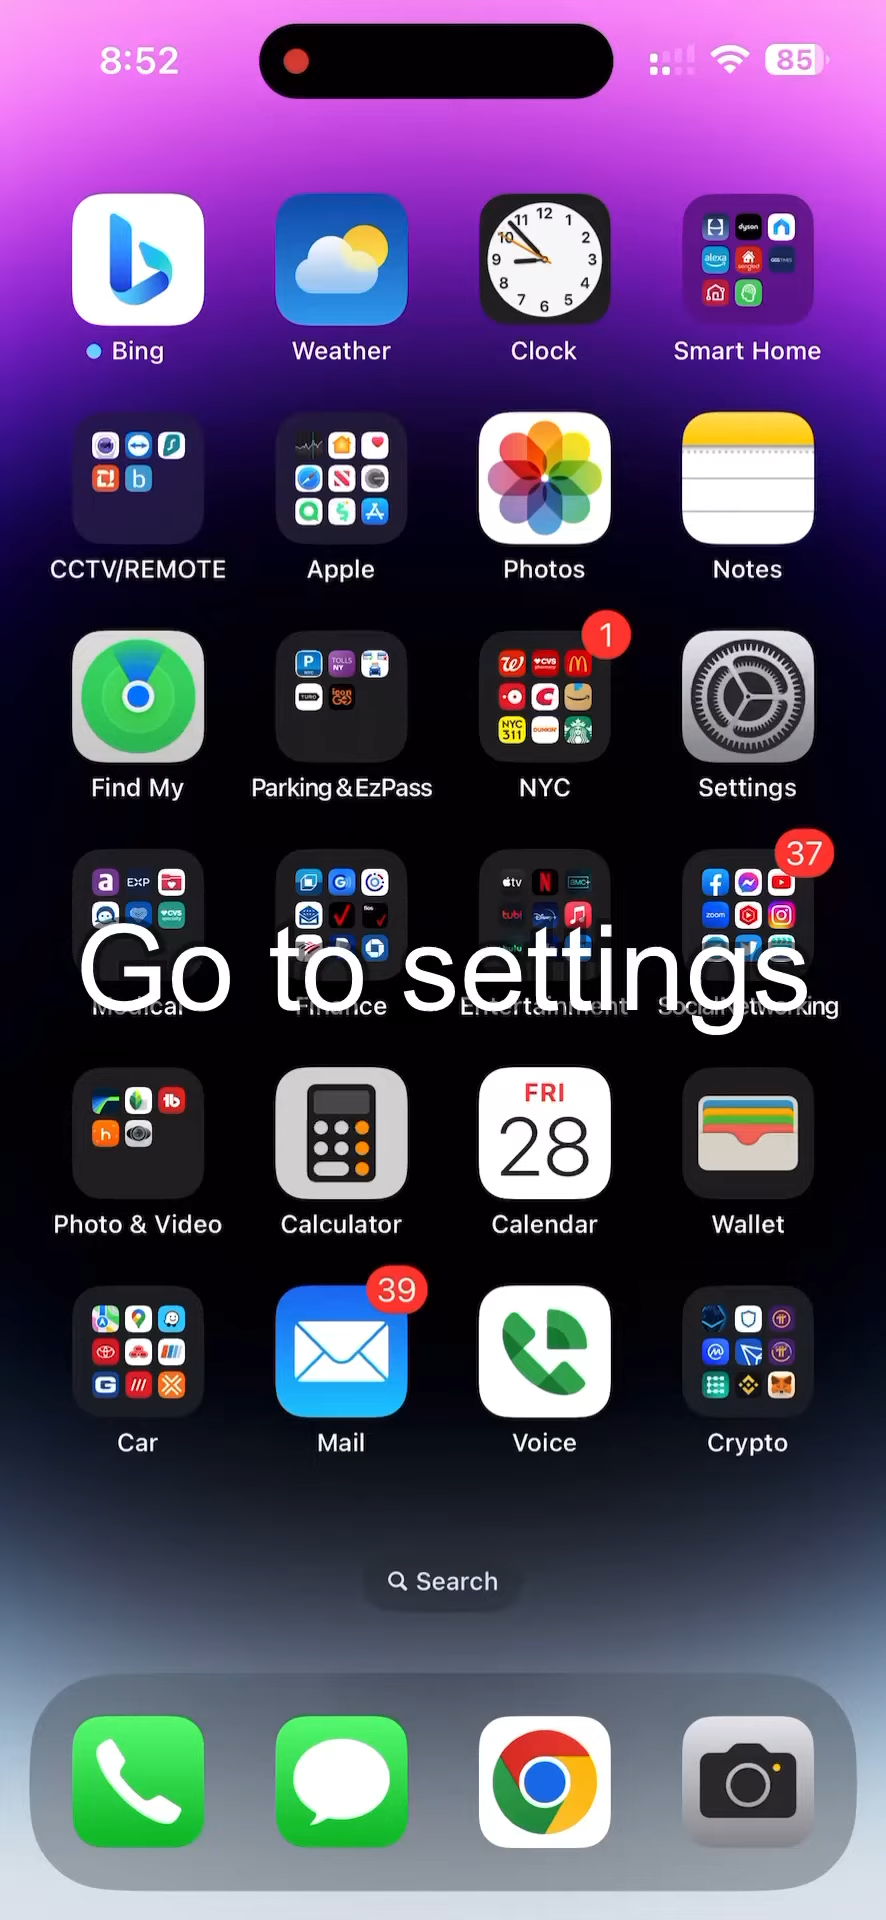 8:52
85
Bing
Weather
Clock
Smart Home
CCTV/REMOTE
Apple
Photos
Notes
1
Find My
Parking & EzPass
NYC
Settings
37
Go to settings
Medical
Finance
Entertainment
Social Networking
FRI
28
Photo & Video
Calculator
Calendar
Wallet
39
Car
Mail
Voice
Crypto
Search